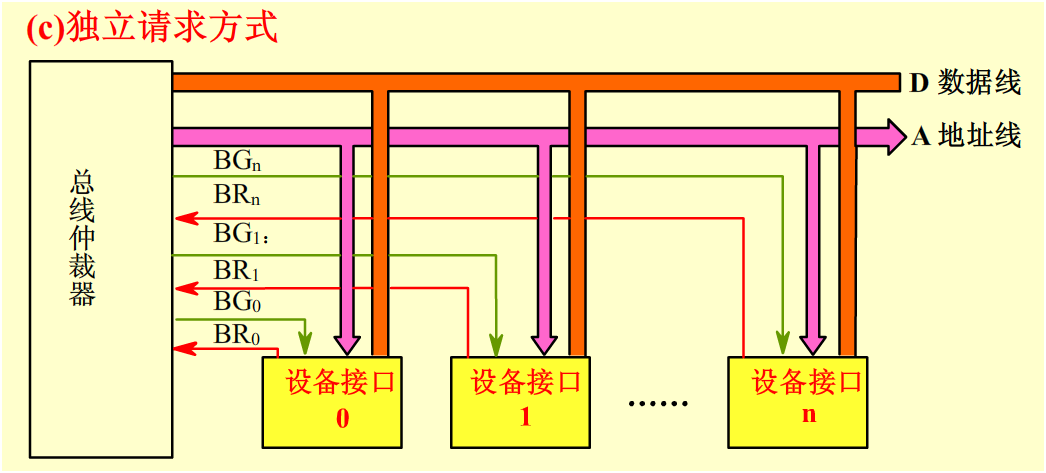 (c)独立请求方式
D 数据线
A 地址线
总线仲裁器
BGn
BRn
BG1:
BR1
BG0
BR0
设备接口
0
设备接口
1
……
设备接口
n